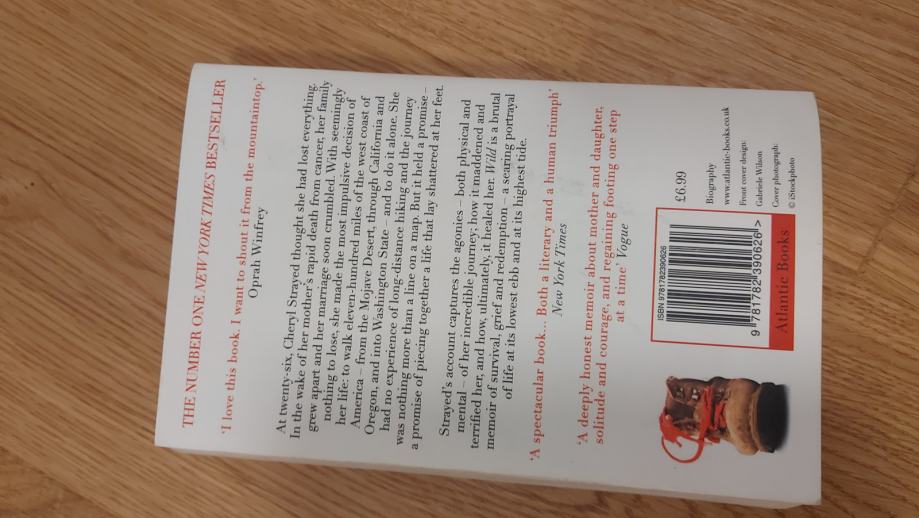 THE NUMBER ONE NEW YORK TIMES BESTSELLER
'I love this book. I want to shout it from the mountaintop.'
Oprah Winfrey
At twenty-six, Cheryl Strayed thought she had lost everything.
In the wake of her mother's rapid death from cancer, her family
grew apart and her marriage soon crumbled. With seemingly
nothing to lose, she made the most impulsive decision of
her life: to walk eleven-hundred miles of the west coast of
America – from the Mojave Desert, through California and
Oregon, and into Washington State – and to do it alone. She
had no experience of long-distance hiking and the journey
was nothing more than a line on a map. But it held a promise –
a promise of piecing together a life that lay shattered at her feet.
Strayed's account captures the agonies – both physical and
mental – of her incredible journey; how it maddened and
terrified her, and how, ultimately, it healed her. Wild is a brutal
memoir of survival, grief and redemption – a searing portrayal
of life at its lowest ebb and at its highest tide.
'A spectacular book... Both a literary and a human triumph'
New York Times
'A deeply honest memoir about mother and daughter,
solitude and courage, and regaining footing one step
at a time' Vogue
ISBN 9781782390626
9 781782 390626 >
Atlantic Books
£6.99
Biography
www.atlantic-books.co.uk
Front cover design:
Gabriele Wilson
Cover photograph:
© iStockphoto